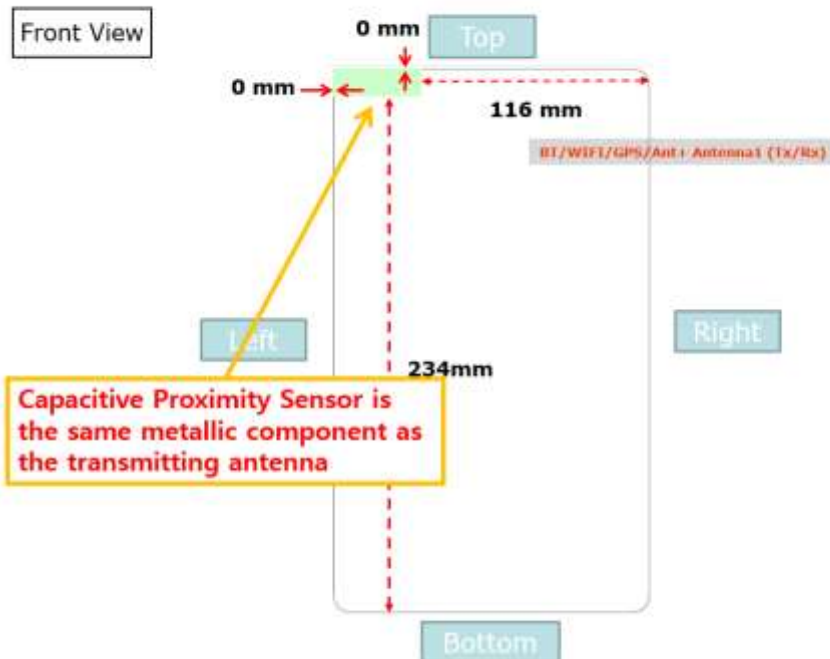 Front View
0 mm
Top
0 mm
116 mm
BT/WIFI/GPS/Ant+ Antenna1 (Tx/Rx)
Left
Right
234mm
Capacitive Proximity Sensor is
the same metallic component as
the transmitting antenna
Bottom